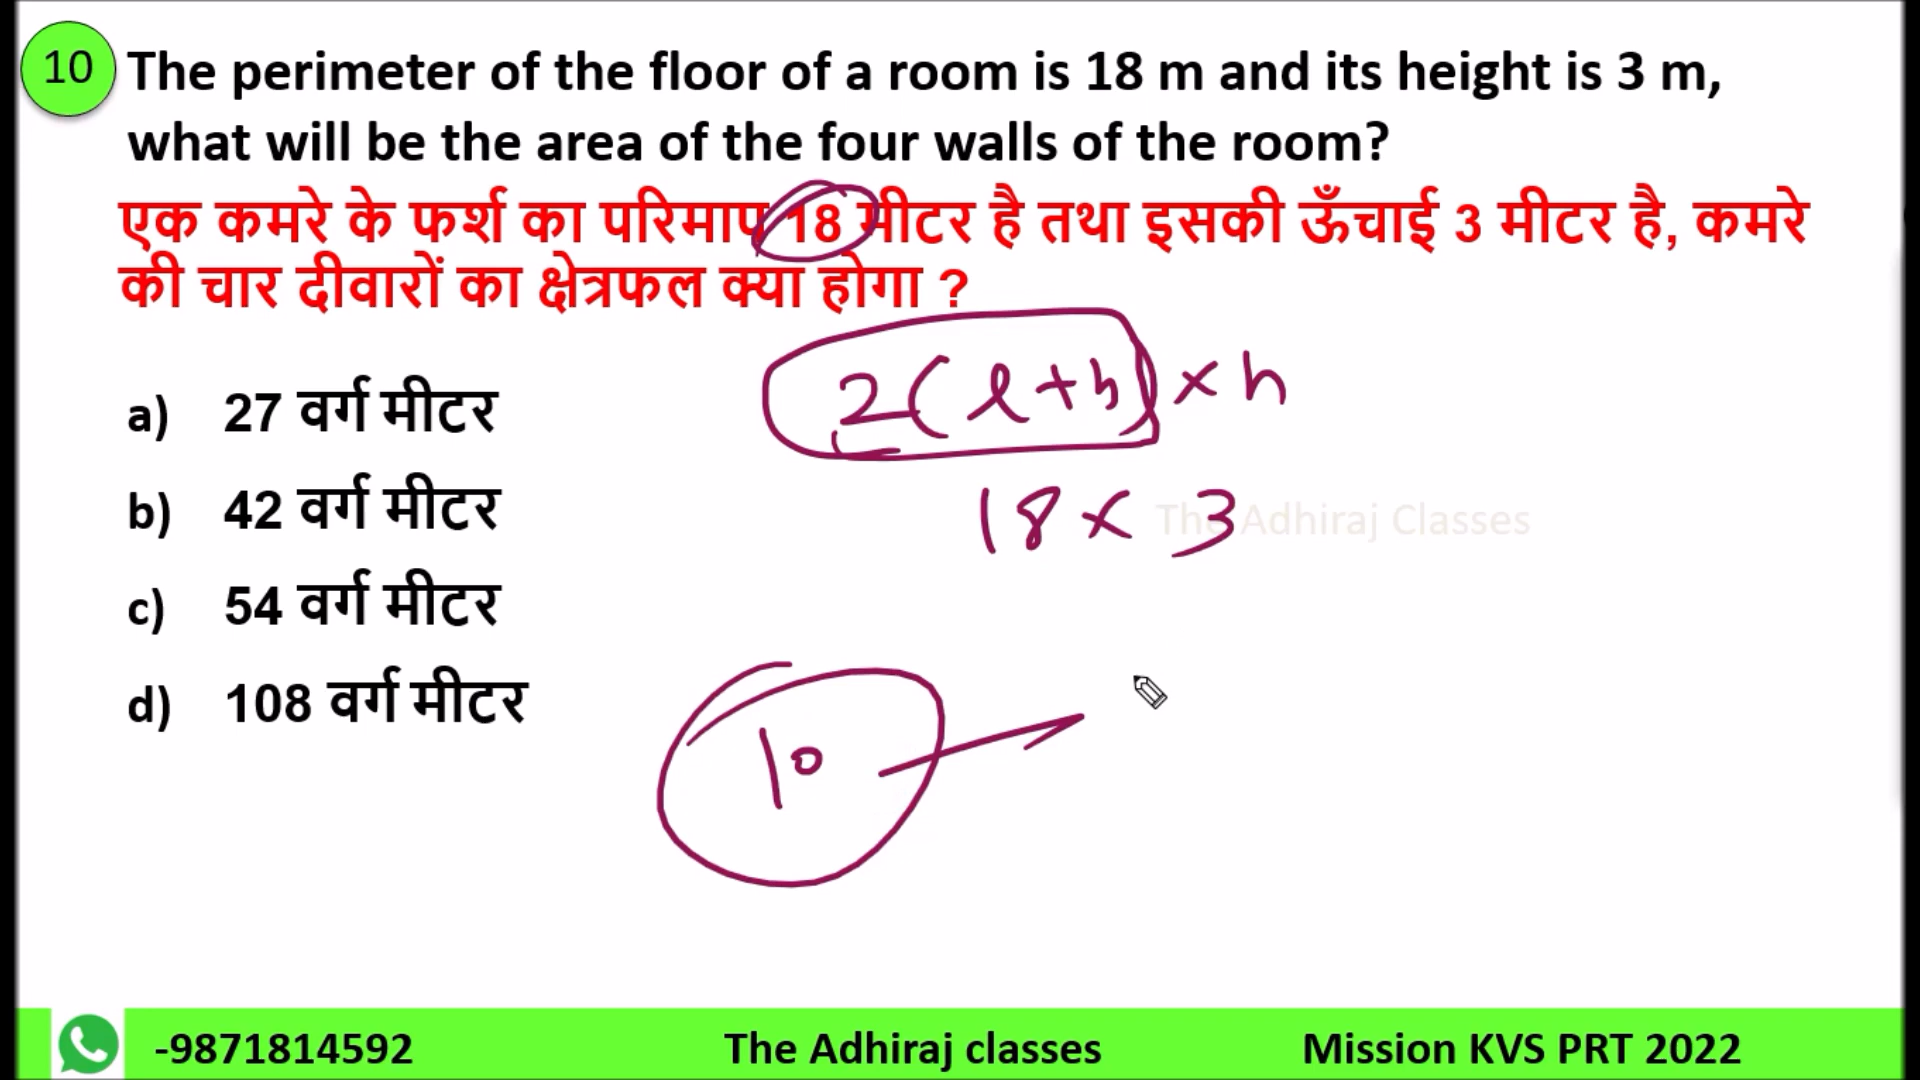 10 The perimeter of the floor of a room is 18 m and its height is 3 m,
what will be the area of the four walls of the room?
एक कमरे के फर्श का परिमाप 18 मीटर है तथा इसकी ऊँचाई 3 मीटर है, कमरे
की चार दीवारों का क्षेत्रफल क्या होगा ?
2(l+h)×h
a) 27 वर्ग मीटर
b) 42 वर्ग मीटर
18×3
The Adhiraj Classes
c) 54 वर्ग मीटर
d) 108 वर्ग मीटर
10
-9871814592 The Adhiraj classes Mission KVS PRT 2022